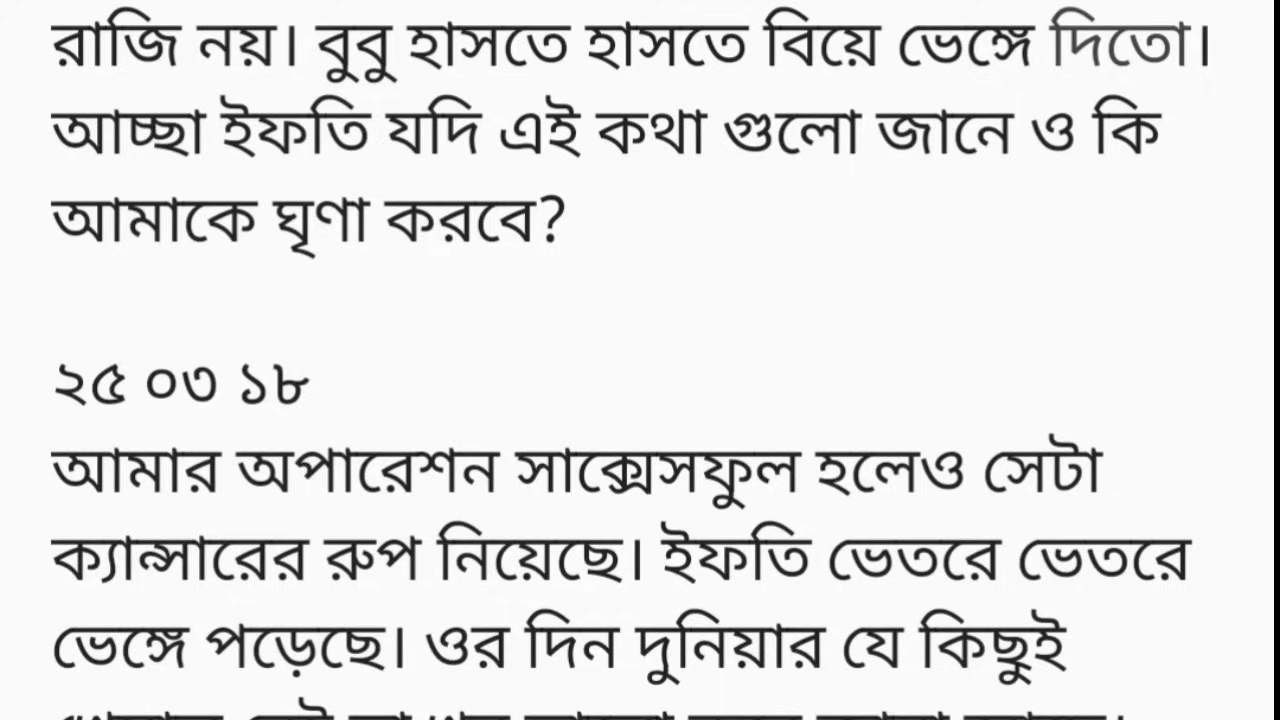 রাজি নয়। বুবু হাসতে হাসতে বিয়ে ভেঙ্গে দিতো।
আচ্ছা ইফতি যদি এই কথা গুলো জানে ও কি
আমাকে ঘৃণা করবে?
২৫ ০৩ ১৮
আমার অপারেশন সাক্সেসফুল হলেও সেটা
ক্যান্সারের রুপ নিয়েছে। ইফতি ভেতরে ভেতরে
ভেঙ্গে পড়েছে। ওর দিন দুনিয়ার যে কিছুই